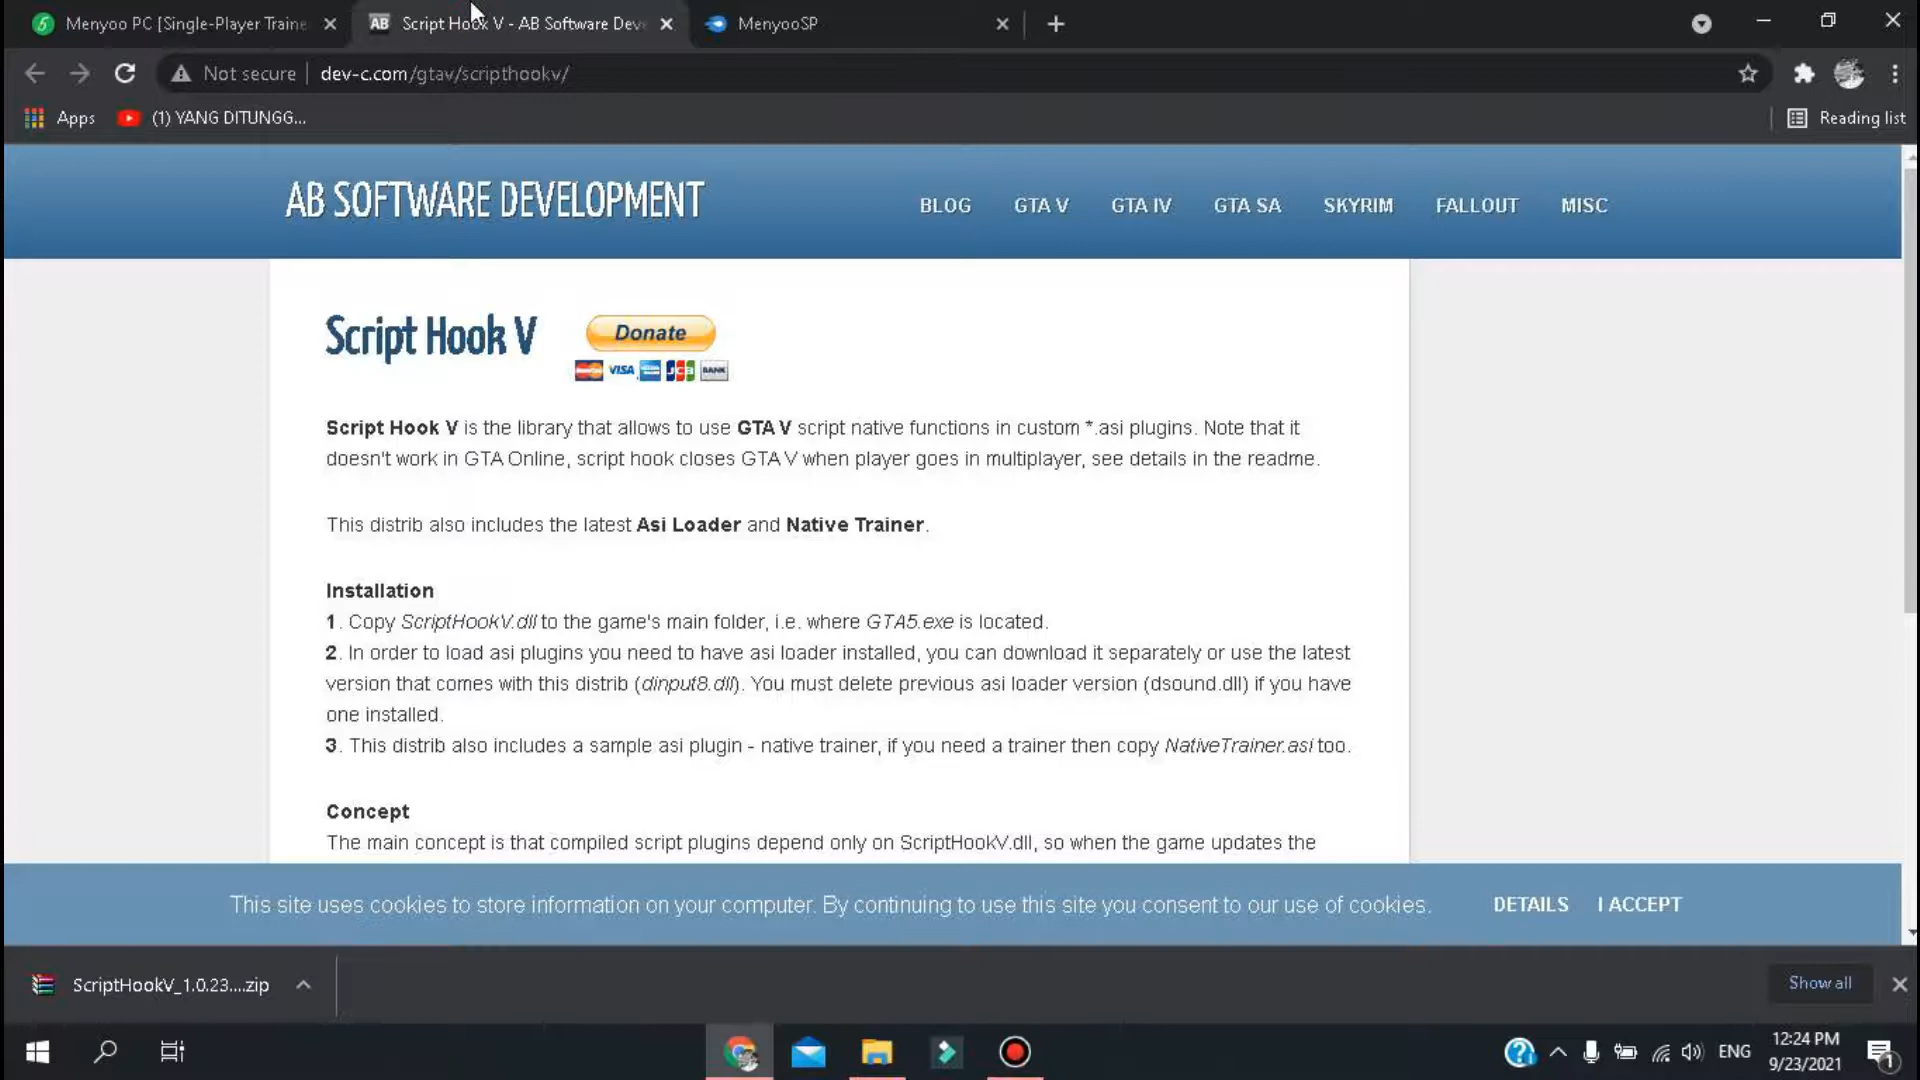 Menyoo PC [Single-Player Traine
AB Script Hook V - AB Software Deve
MenyooSP
Not secure dev-c.com/gtav/scripthookv/
Apps (1) YANG DITUNGG... Reading list
AB SOFTWARE DEVELOPMENT
BLOG GTA V GTA IV GTA SA SKYRIM FALLOUT MISC
Script Hook V Donate
VISA JCB BANK
Script Hook V is the library that allows to use GTA V script native functions in custom *.asi plugins. Note that it
doesn't work in GTA Online, script hook closes GTA V when player goes in multiplayer, see details in the readme.
This distrib also includes the latest Asi Loader and Native Trainer.
Installation
1. Copy ScriptHookV.dll to the game's main folder, i.e. where GTA5.exe is located.
2. In order to load asi plugins you need to have asi loader installed, you can download it separately or use the latest
version that comes with this distrib (dinput8.dll). You must delete previous asi loader version (dsound.dll) if you have
one installed.
3. This distrib also includes a sample asi plugin - native trainer, if you need a trainer then copy NativeTrainer.asi too.
Concept
The main concept is that compiled script plugins depend only on ScriptHookV.dll, so when the game updates the
This site uses cookies to store information on your computer. By continuing to use this site you consent to our use of cookies. DETAILS I ACCEPT
ScriptHookV_1.0.23....zip Show all
ENG 12:24 PM
9/23/2021 1